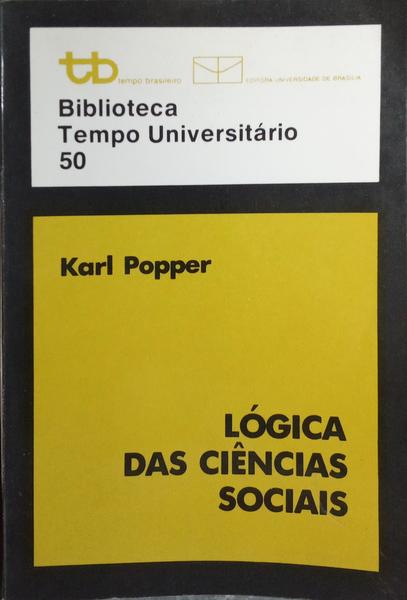 tb tempo brasileiro
EDITORA UNIVERSIDADE DE BRASÍLIA
Biblioteca
Tempo Universitário
50
Karl Popper
LÓGICA
DAS CIÊNCIAS
SOCIAIS